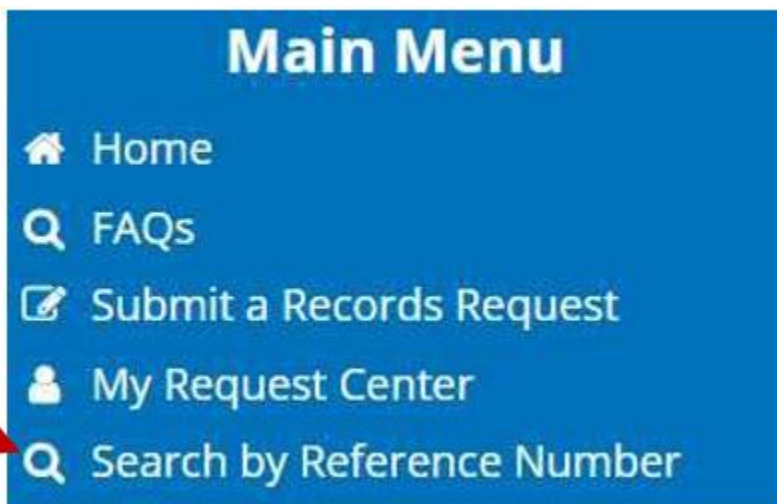 Main Menu
Home
FAQs
Submit a Records Request
My Request Center
Search by Reference Number